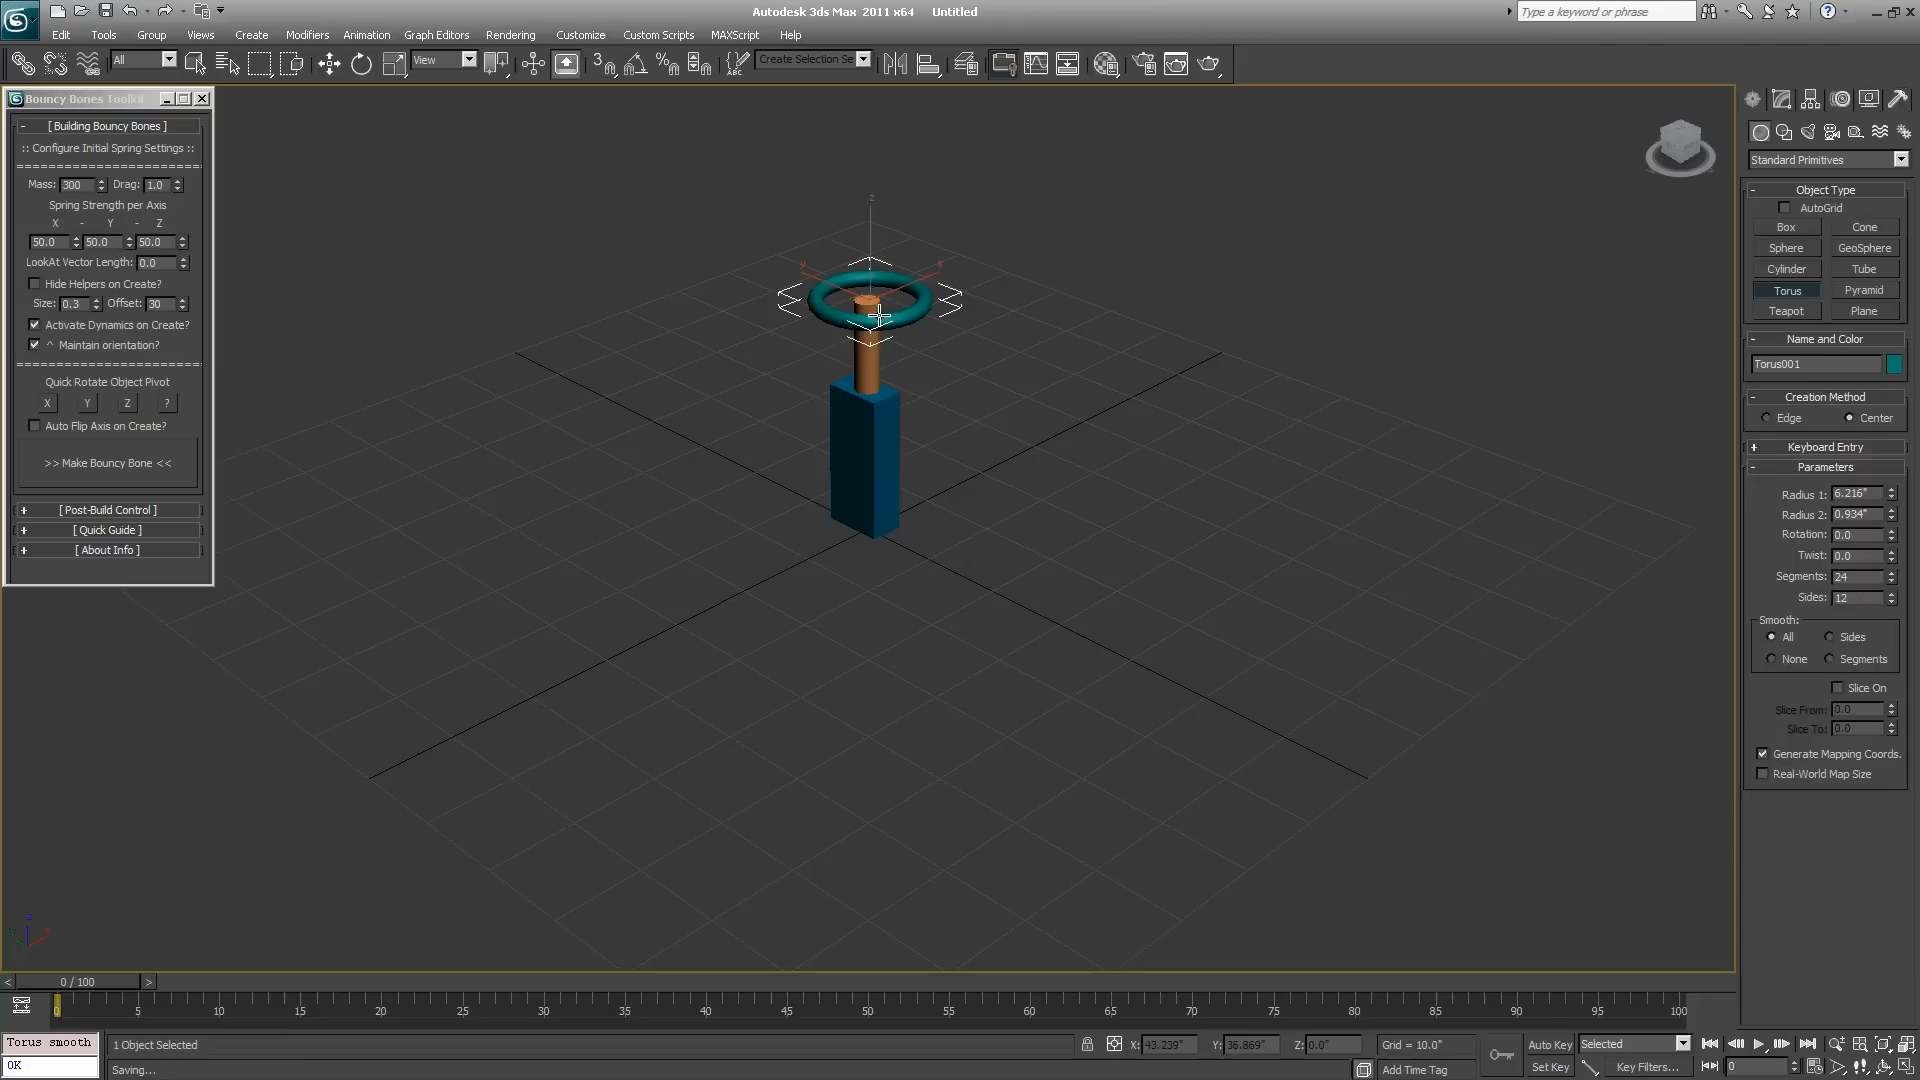 Autodesk 3ds Max 2011 x64 Untitled
Type a keyword or phrase
Edit Tools Group Views Create Modifiers Animation Graph Editors Rendering Customize Custom Scripts MAXScript Help
All View Create Selection Se
Bouncy Bones Toolkit
- [ Building Bouncy Bones ]
:: Configure Initial Spring Settings ::
Mass: 300 Drag: 1.0
Spring Strength per Axis
X - Y - Z
50.0 50.0 50.0
LookAt Vector Length: 0.0
Hide Helpers on Create?
Size: 0.3 Offset: 30
Activate Dynamics on Create?
^ Maintain orientation?
Quick Rotate Object Pivot
X Y Z ?
Auto Flip Axis on Create?
>> Make Bouncy Bone <<
+ [ Post-Build Control ]
+ [ Quick Guide ]
+ [ About Info ]
z
y x
Standard Primitives
- Object Type
AutoGrid
Box Cone
Sphere GeoSphere
Cylinder Tube
Torus Pyramid
Teapot Plane
- Name and Color
Torus001
- Creation Method
Edge Center
+ Keyboard Entry
- Parameters
Radius 1: 6.216"
Radius 2: 0.934"
Rotation: 0.0
Twist: 0.0
Segments: 24
Sides: 12
Smooth:
All Sides
None Segments
Slice On
Slice From: 0.0
Slice To: 0.0
Generate Mapping Coords.
Real-World Map Size
< 0 / 100 >
0 5 10 15 20 25 30 35 40 45 50 55 60 65 70 75 80 85 90 95 100
Torus smooth
OK
1 Object Selected
Saving...
X: 43.239" Y: 36.869" Z: 0.0" Grid = 10.0"
Add Time Tag
Auto Key Selected
Set Key Key Filters...
0